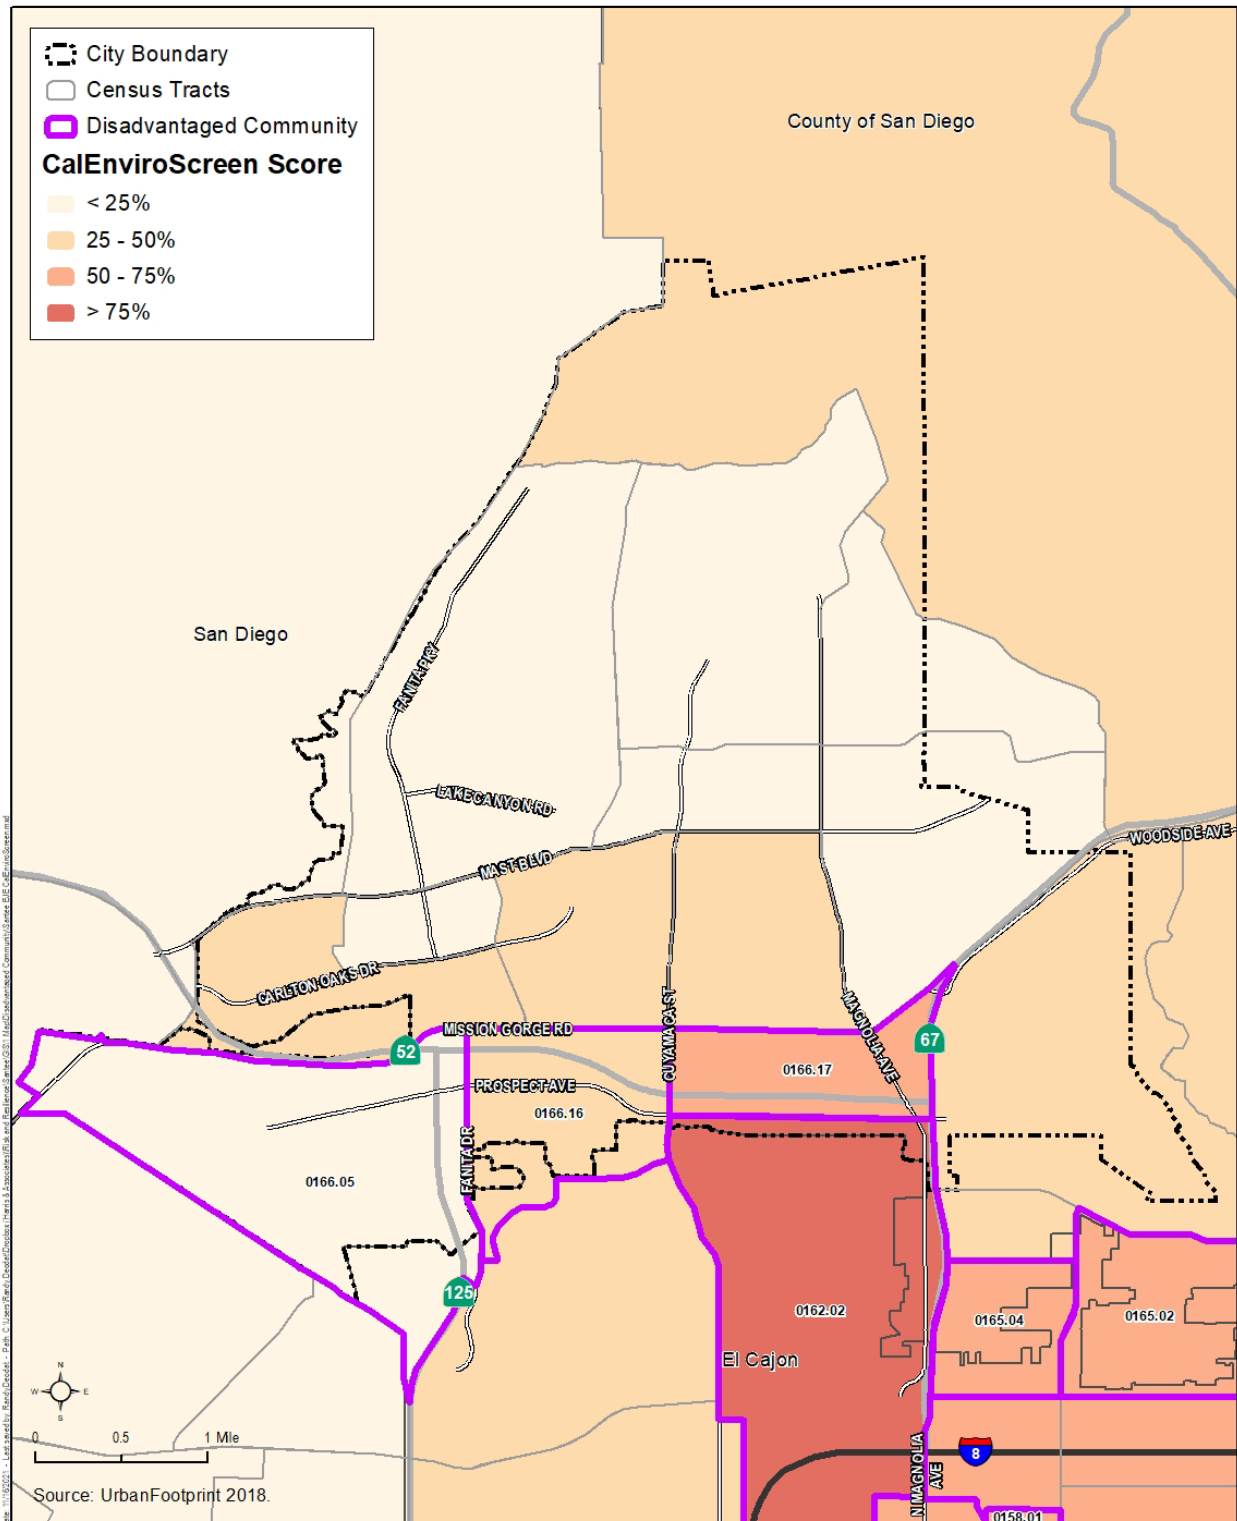 City Boundary
Census Tracts
Disadvantaged Community
CalEnviroScreen Score
< 25%
25 - 50%
50 - 75%
> 75%
County of San Diego
San Diego
FANITA PKY
LAKE CANYON RD
MAST BLVD
WOODSIDE AVE
CARLTON OAKS DR
CUYAMACA ST
MAGNOLIA AVE
MISSION GORGE RD
52
67
PROSPECT AVE
0166.17
0166.16
FANITA DR
0166.05
125
0162.02
0165.04
0165.02
El Cajon
N
W
E
S
0
0.5
1 Mile
N MAGNOLIA
AVE
8
Source: UrbanFootprint 2018.
0158.01